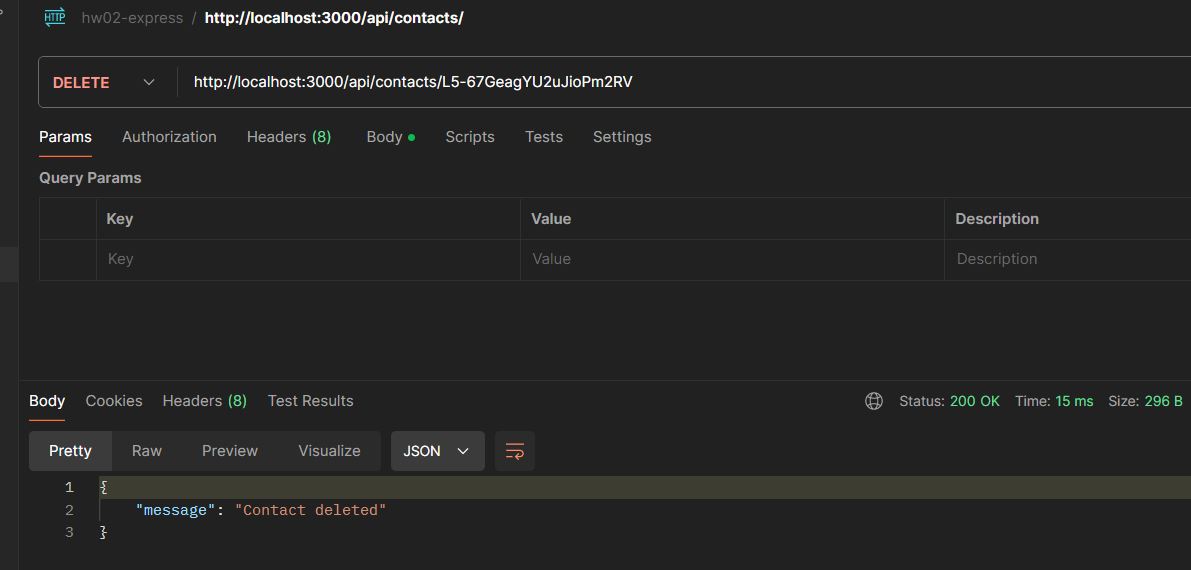 HTTP hw02-express / http://localhost:3000/api/contacts/
DELETE http://localhost:3000/api/contacts/L5-67GeagYU2uJioPm2RV
Params Authorization Headers (8) Body Scripts Tests Settings
Query Params
Key Value Description
Key Value Description
Body Cookies Headers (8) Test Results Status: 200 OK Time: 15 ms Size: 296 B
Pretty Raw Preview Visualize JSON
1 {
2 "message": "Contact deleted"
3 }